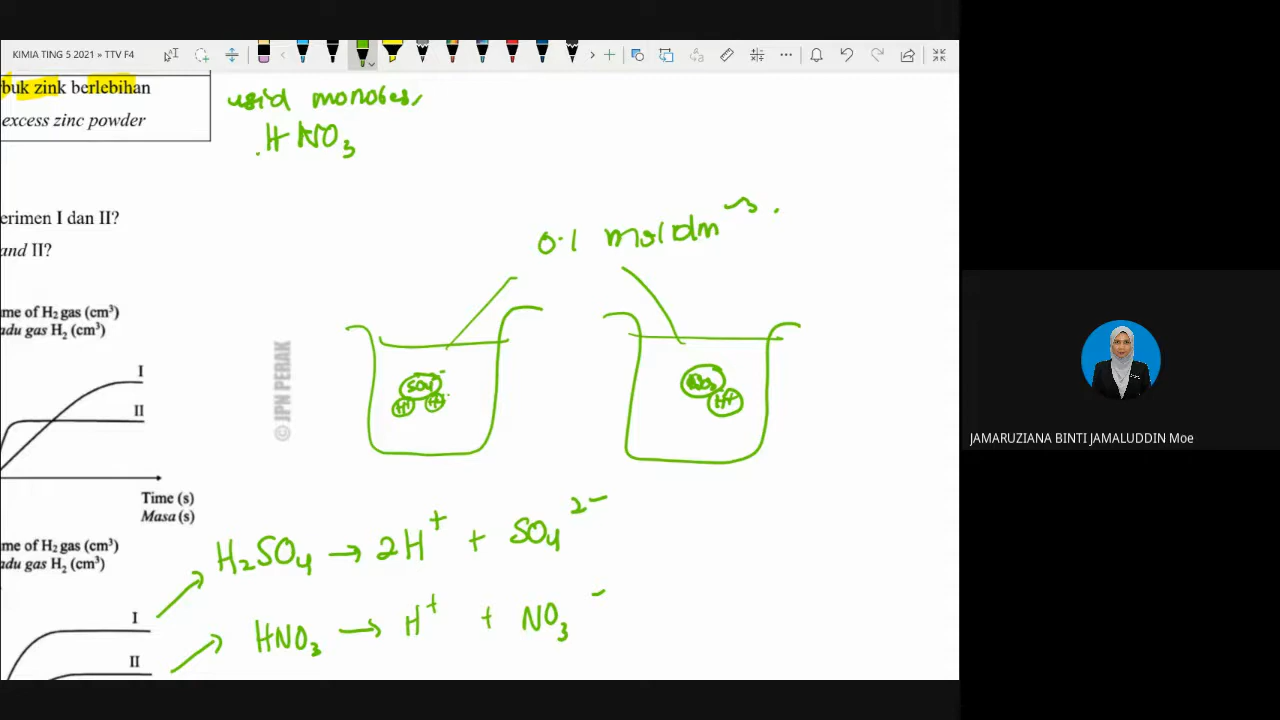 KIMIA TING 5 2021 » TTV F4
rbuk zink berlebihan
excess zinc powder
asid monobes
HNO3
erimen I dan II?
and II?
0.1 mol dm-3.
me of H2 gas (cm3)
adu gas H2 (cm3)
I
II
Time (s)
Masa (s)
© JPN PERAK
SO4-
H+ H+
NO3-
H+
JAMARUZIANA BINTI JAMALUDDIN Moe
me of H2 gas (cm3)
adu gas H2 (cm3)
H2SO4 → 2H+ + SO4 2-
I
HNO3 → H+ + NO3 -
II